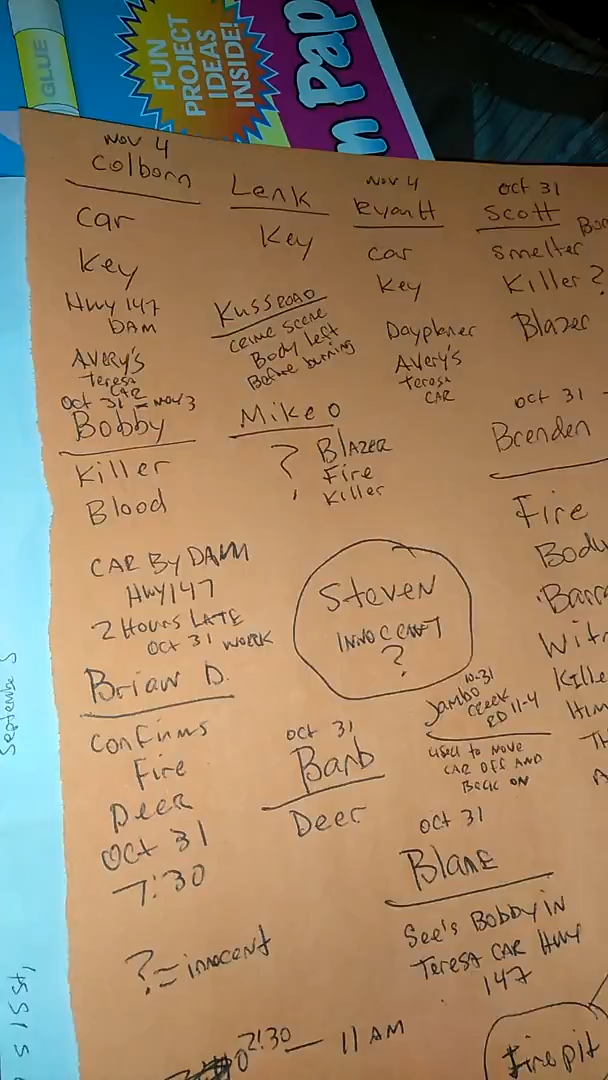 GLUE
FUN
PROJECT
IDEAS
INSIDE!
n Pap
Nov 4
Colborn
Car
Key
Hwy 147
DAM
AVERY'S
Teresa
CAR
Lenk
Key
Kuss ROAD
Crime scene
Body left
Before burning
Nov 4
Ryan H
Car
Key
Dayplaner
AVERY'S
Teresa
CAR
Oct 31
Scott
Smelter
Killer?
Blazer
Oct 31 - Nov 3
Bobby
Killer
Blood
CAR By DAM
Hwy 147
2 Hours LATE
Oct 31 work
Mike O
?
BLAZER
Fire
Killer
Oct 31
Brenden
Fire
Body
Steven
INNOCENT
?
Brian D.
Confirms
Fire
Deer
Oct 31
7:30
Oct 31
Barb
Deer
10-31
Jambo Creek
RD 11-4
Used to move
CAR OFF AND
Back ON
Oct 31
Blane
See's Bobby in
Teresa CAR Hwy
147
? = innocent
2:30 — 11 AM
Fire pit